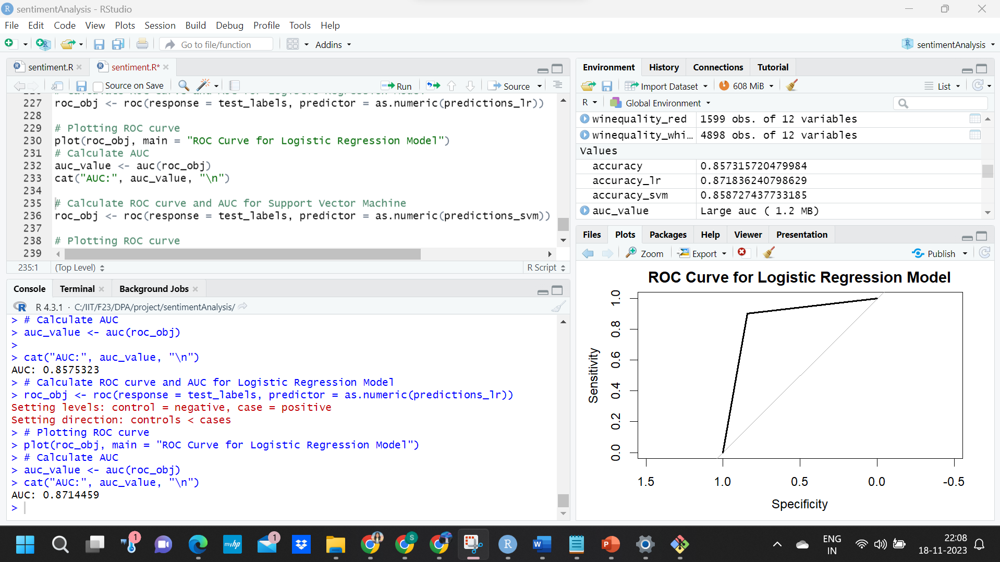 sentimentAnalysis - RStudio
File Edit Code View Plots Session Build Debug Profile Tools Help
Go to file/function Addins sentimentAnalysis
sentiment.R sentiment.R*
Source on Save Run Source
227 roc_obj <- roc(response = test_labels, predictor = as.numeric(predictions_lr))
228
229 # Plotting ROC curve
230 plot(roc_obj, main = "ROC Curve for Logistic Regression Model")
231 # Calculate AUC
232 auc_value <- auc(roc_obj)
233 cat("AUC:", auc_value, "\n")
234
235 # Calculate ROC curve and AUC for Support Vector Machine
236 roc_obj <- roc(response = test_labels, predictor = as.numeric(predictions_svm))
237
238 # Plotting ROC curve
239
235:1 (Top Level) R Script
Console Terminal Background Jobs
R 4.3.1 · C:/IIT/F23/DPA/project/sentimentAnalysis/
> # Calculate AUC
> auc_value <- auc(roc_obj)
>
> cat("AUC:", auc_value, "\n")
AUC: 0.8575323
> # Calculate ROC curve and AUC for Logistic Regression Model
> roc_obj <- roc(response = test_labels, predictor = as.numeric(predictions_lr))
Setting levels: control = negative, case = positive
Setting direction: controls < cases
> # Plotting ROC curve
> plot(roc_obj, main = "ROC Curve for Logistic Regression Model")
> # Calculate AUC
> auc_value <- auc(roc_obj)
> cat("AUC:", auc_value, "\n")
AUC: 0.8714459
>
Environment History Connections Tutorial
Import Dataset 608 MiB List
R Global Environment
winequality_red 1599 obs. of 12 variables
winequality_whi… 4898 obs. of 12 variables
Values
accuracy 0.857315720479984
accuracy_lr 0.871836240798629
accuracy_svm 0.858727437733185
auc_value Large auc ( 1.2 MB)
Files Plots Packages Help Viewer Presentation
Zoom Export Publish
ROC Curve for Logistic Regression Model
1.0
0.8
0.6
0.4
0.2
0.0
Sensitivity
1.5 1.0 0.5 0.0 -0.5
Specificity
1 myhp 1 S R W P
ENG
IN
22:08
18-11-2023